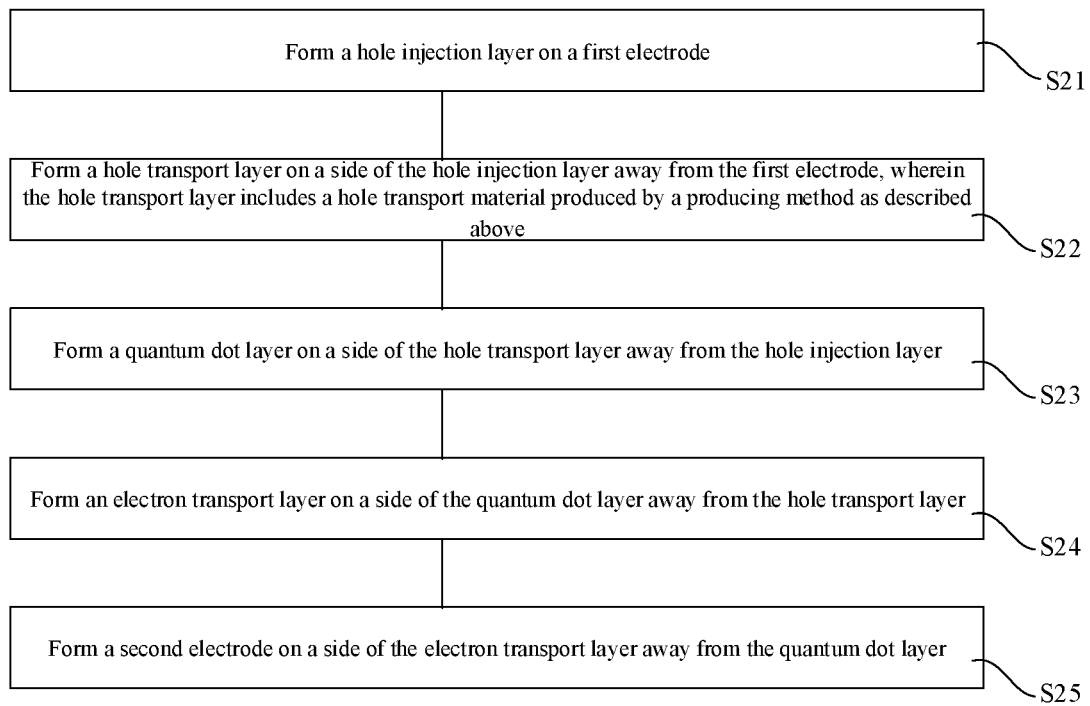 Form a hole injection layer on a first electrode
S21
Form a hole transport layer on a side of the hole injection layer away from the first electrode, wherein
the hole transport layer includes a hole transport material produced by a producing method as described
above
S22
Form a quantum dot layer on a side of the hole transport layer away from the hole injection layer
S23
Form an electron transport layer on a side of the quantum dot layer away from the hole transport layer
S24
Form a second electrode on a side of the electron transport layer away from the quantum dot layer
S25